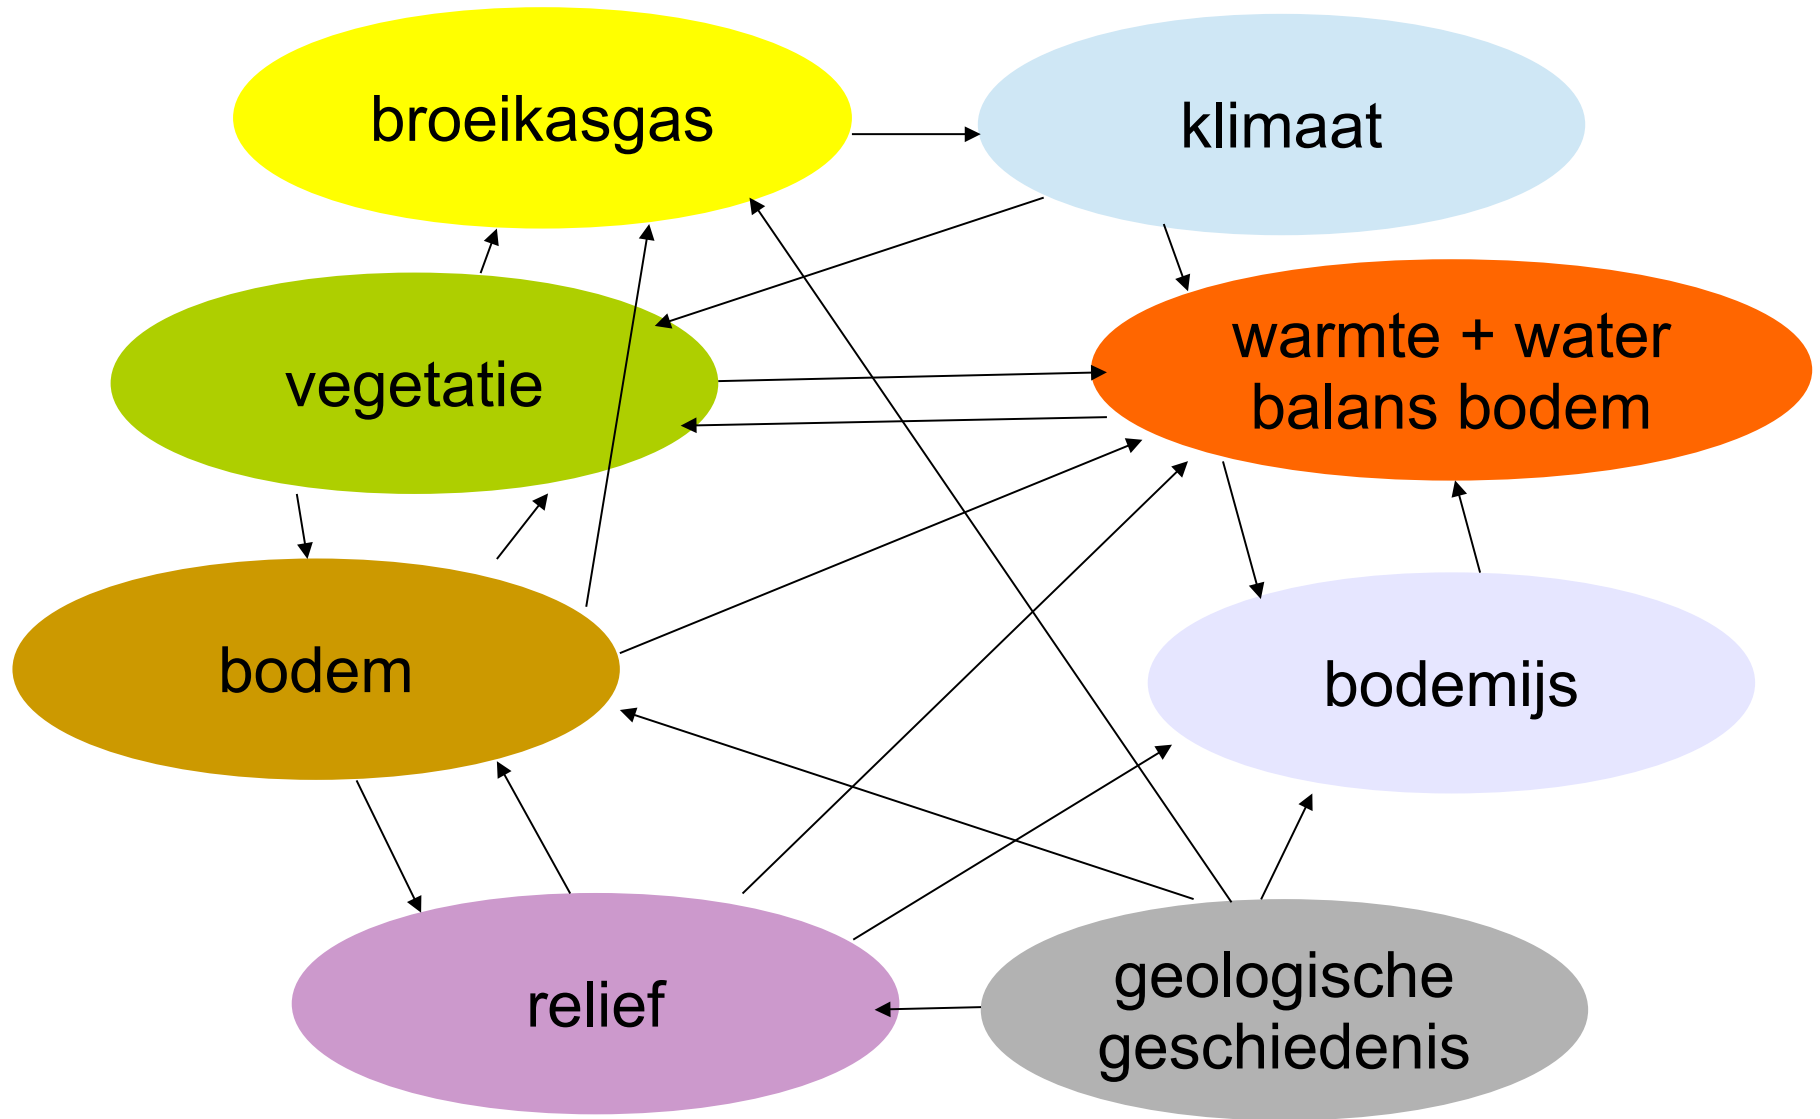 broeikasgas
klimaat
vegetatie
warmte + water
balans bodem
bodem
bodemijs
relief
geologische
geschiedenis